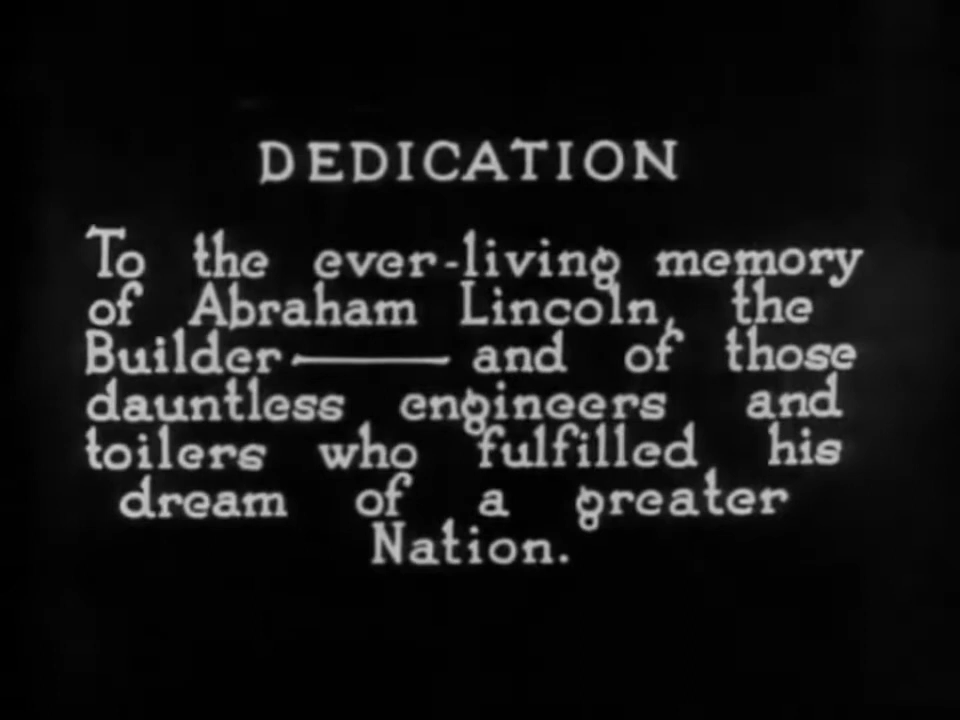 DEDICATION
To the ever-living memory
of Abraham Lincoln, the
Builder——— and of those
dauntless engineers and
toilers who fulfilled his
dream of a greater
Nation.